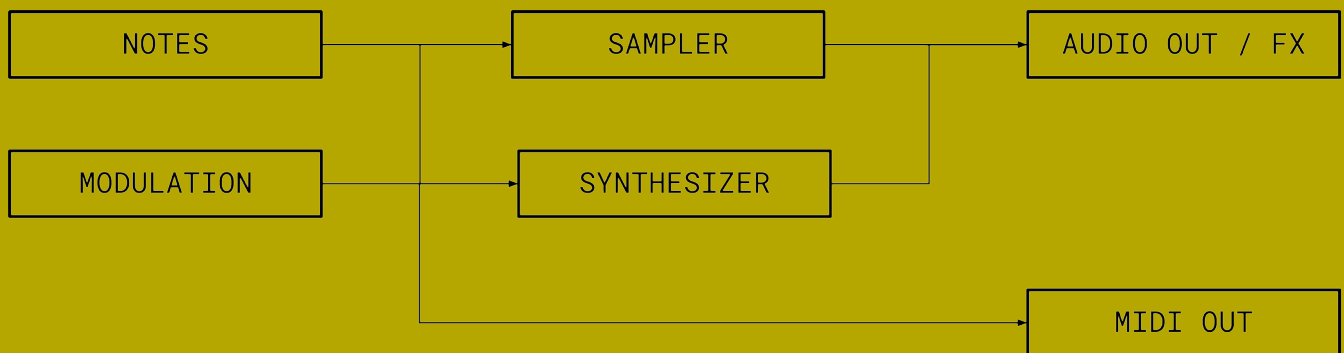 NOTES
SAMPLER
AUDIO OUT / FX
MODULATION
SYNTHESIZER
MIDI OUT